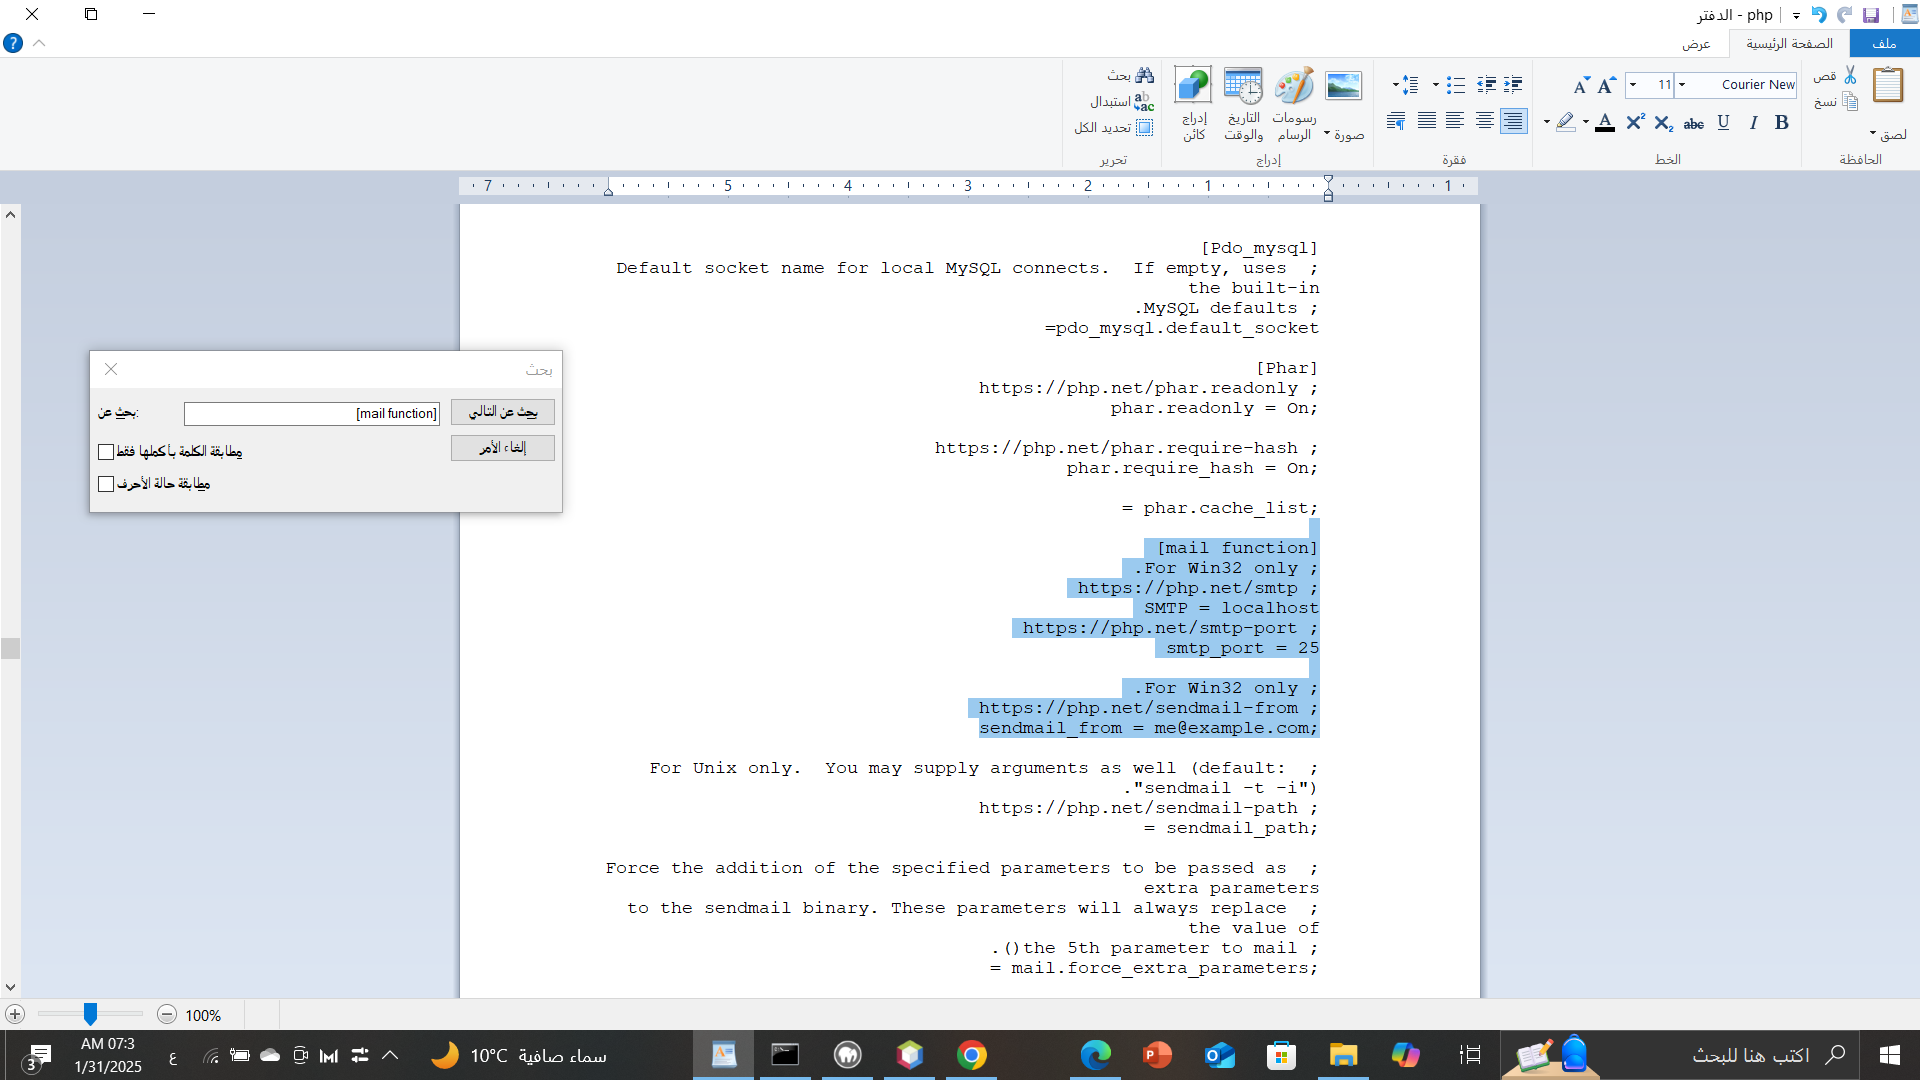 php - الدفتر
ملف
الصفحة الرئيسية
عرض
لصق
قص
نسخ
الحافظة
Courier New
11
الخط
فقرة
صورة
رسومات الرسام
التاريخ والوقت
إدراج كائن
إدراج
بحث
استبدال
تحديد الكل
تحرير
7 5 4 3 2 1 1
[Pdo_mysql]
Default socket name for local MySQL connects.  If empty, uses  ;
the built-in
.MySQL defaults ;
=pdo_mysql.default_socket
[Phar]
https://php.net/phar.readonly ;
phar.readonly = On;
https://php.net/phar.require-hash ;
phar.require_hash = On;
= phar.cache_list;
[mail function]
.For Win32 only ;
https://php.net/smtp ;
SMTP = localhost
https://php.net/smtp-port ;
smtp_port = 25
.For Win32 only ;
https://php.net/sendmail-from ;
sendmail_from = me@example.com;
For Unix only.  You may supply arguments as well (default:  ;
."sendmail -t -i")
https://php.net/sendmail-path ;
= sendmail_path;
Force the addition of the specified parameters to be passed as  ;
extra parameters
to the sendmail binary. These parameters will always replace  ;
the value of
.()the 5th parameter to mail ;
= mail.force_extra_parameters;
بحث
بحث عن:
[mail function]
بحث عن التالي
إلغاء الأمر
مطابقة الكلمة بأكملها فقط
مطابقة حالة الأحرف
100%
اكتب هنا للبحث
سماء صافية 10°C
ع
AM 07:3
1/31/2025
3